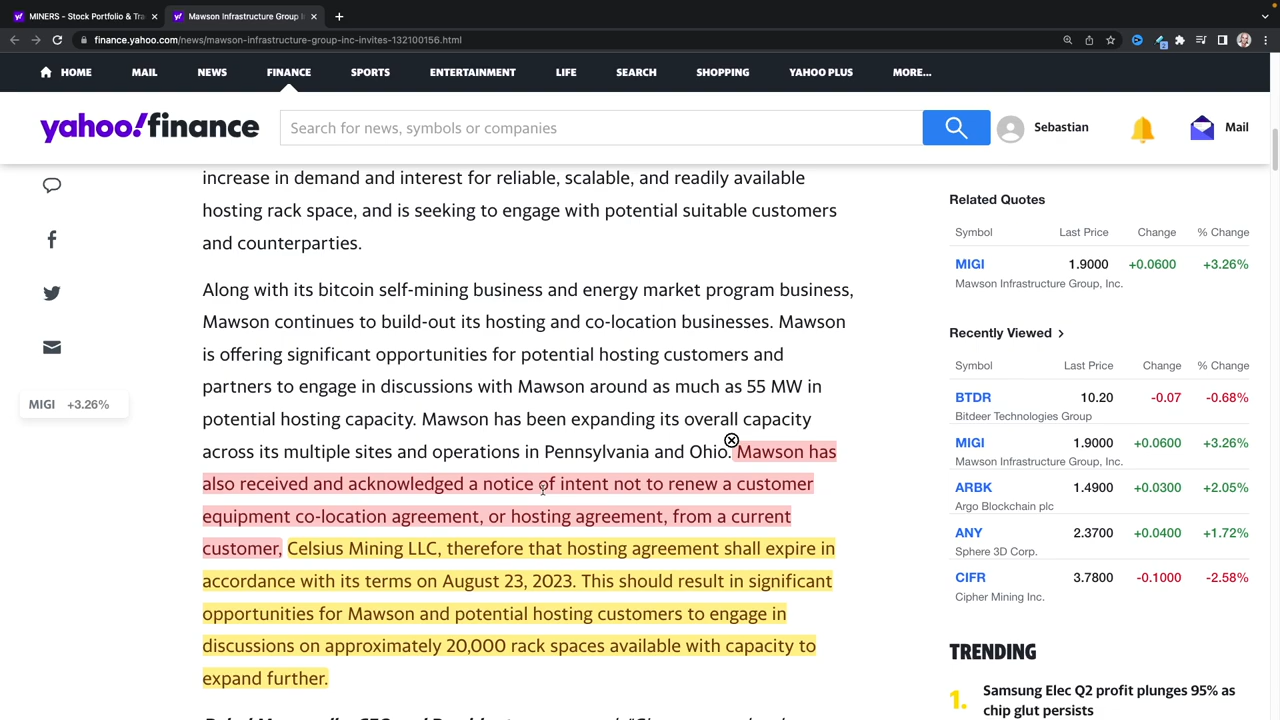 MINERS - Stock Portfolio & Tra
Mawson Infrastructure Group I
finance.yahoo.com/news/mawson-infrastructure-group-inc-invites-132100156.html
HOME MAIL NEWS FINANCE SPORTS ENTERTAINMENT LIFE SEARCH SHOPPING YAHOO PLUS MORE...
yahoo!finance
Search for news, symbols or companies
Sebastian
Mail
increase in demand and interest for reliable, scalable, and readily available
hosting rack space, and is seeking to engage with potential suitable customers
and counterparties.
Along with its bitcoin self-mining business and energy market program business,
Mawson continues to build-out its hosting and co-location businesses. Mawson
is offering significant opportunities for potential hosting customers and
partners to engage in discussions with Mawson around as much as 55 MW in
potential hosting capacity. Mawson has been expanding its overall capacity
across its multiple sites and operations in Pennsylvania and Ohio. Mawson has
also received and acknowledged a notice of intent not to renew a customer
equipment co-location agreement, or hosting agreement, from a current
customer, Celsius Mining LLC, therefore that hosting agreement shall expire in
accordance with its terms on August 23, 2023. This should result in significant
opportunities for Mawson and potential hosting customers to engage in
discussions on approximately 20,000 rack spaces available with capacity to
expand further.
MIGI +3.26%
Related Quotes
Symbol Last Price Change % Change
MIGI 1.9000 +0.0600 +3.26%
Mawson Infrastructure Group, Inc.
Recently Viewed
Symbol Last Price Change % Change
BTDR 10.20 -0.07 -0.68%
Bitdeer Technologies Group
MIGI 1.9000 +0.0600 +3.26%
Mawson Infrastructure Group, Inc.
ARBK 1.4900 +0.0300 +2.05%
Argo Blockchain plc
ANY 2.3700 +0.0400 +1.72%
Sphere 3D Corp.
CIFR 3.7800 -0.1000 -2.58%
Cipher Mining Inc.
TRENDING
1. Samsung Elec Q2 profit plunges 95% as
chip glut persists